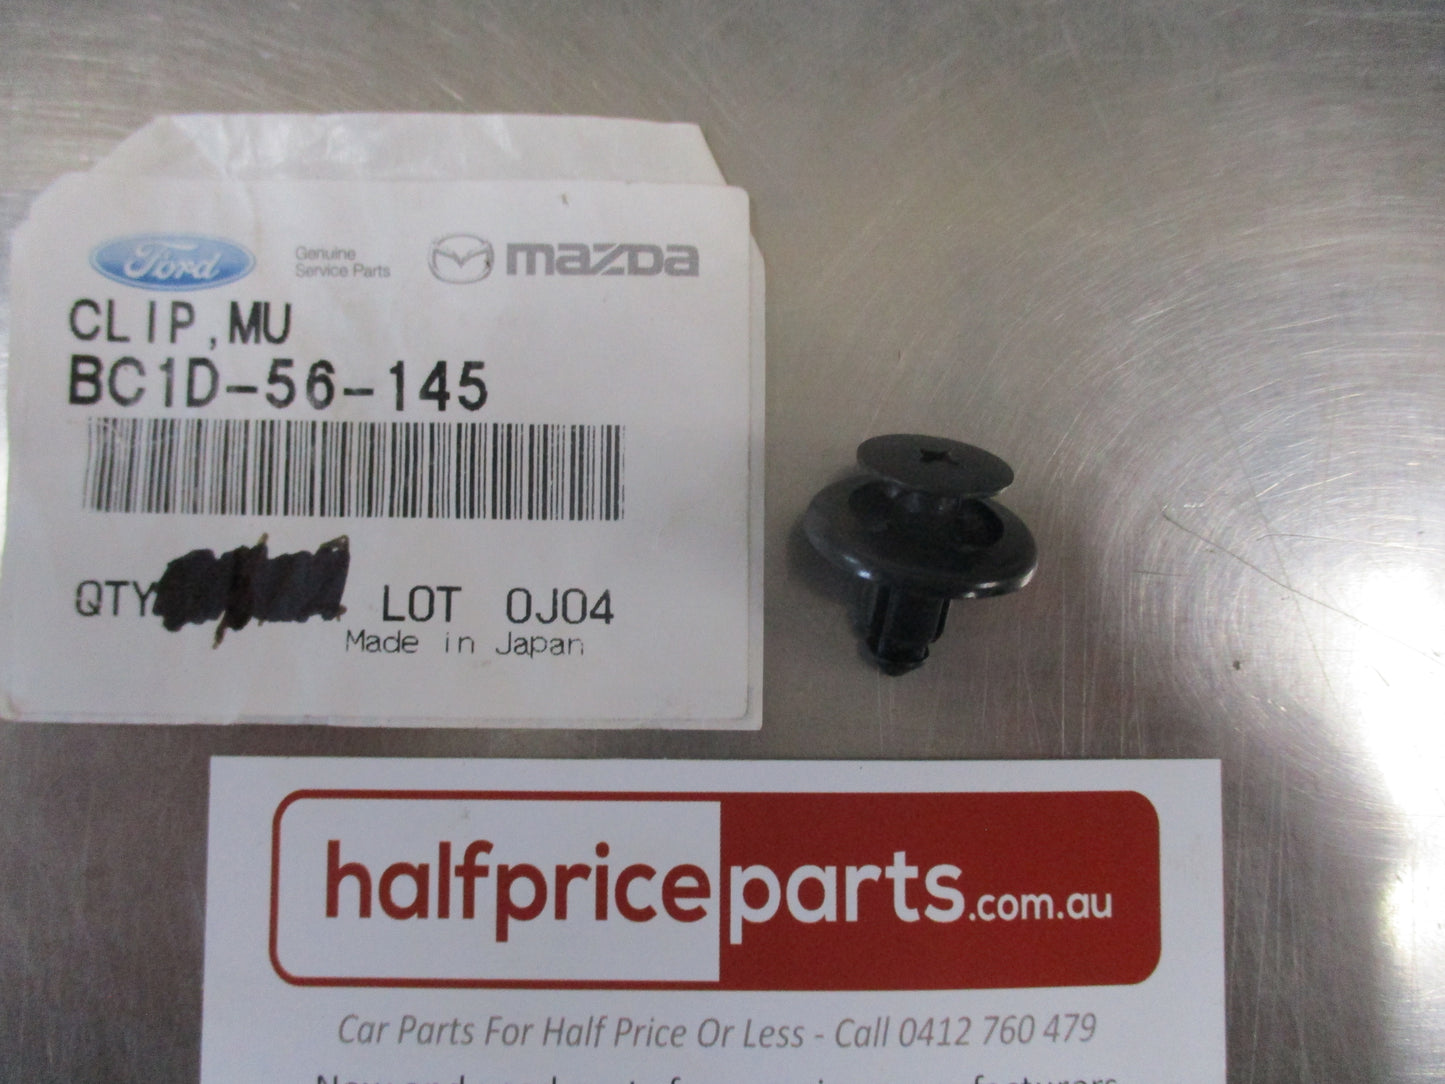 Ford Genuine Service Parts mazda
CLIP,MU
BC1D-56-145
QTY LOT 0J04
Made in Japan
halfpriceparts.com.au
Car Parts For Half Price Or Less - Call 0412 760 479